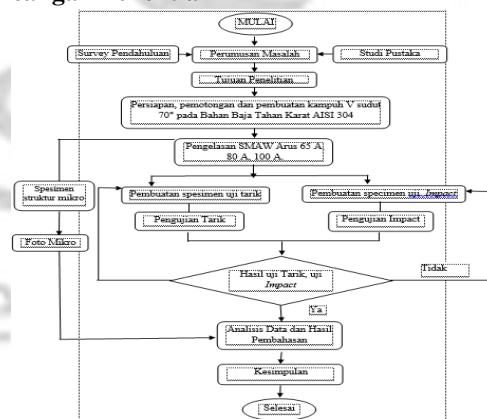 MULAI
Survey Pendahuluan
Perumusan Masalah
Studi Pustaka
Tujuan Penelitian
Persiapan, pemotongan dan pembuatan kampuh V sudut
70° pada Bahan Baja Tahan Karat AISI 304
Pengelasan SMAW Arus 65 A,
80 A, 100 A.
Spesimen
struktur mikro
Pembuatan spesimen uji tarik
Pembuatan specimen uji Impact
Pengujian Tarik
Pengujian Impact
Foto Mikro
Hasil uji Tarik, uji
Impact
Tidak
Ya
Analisis Data dan Hasil
Pembahasan
Kesimpulan
Selesai